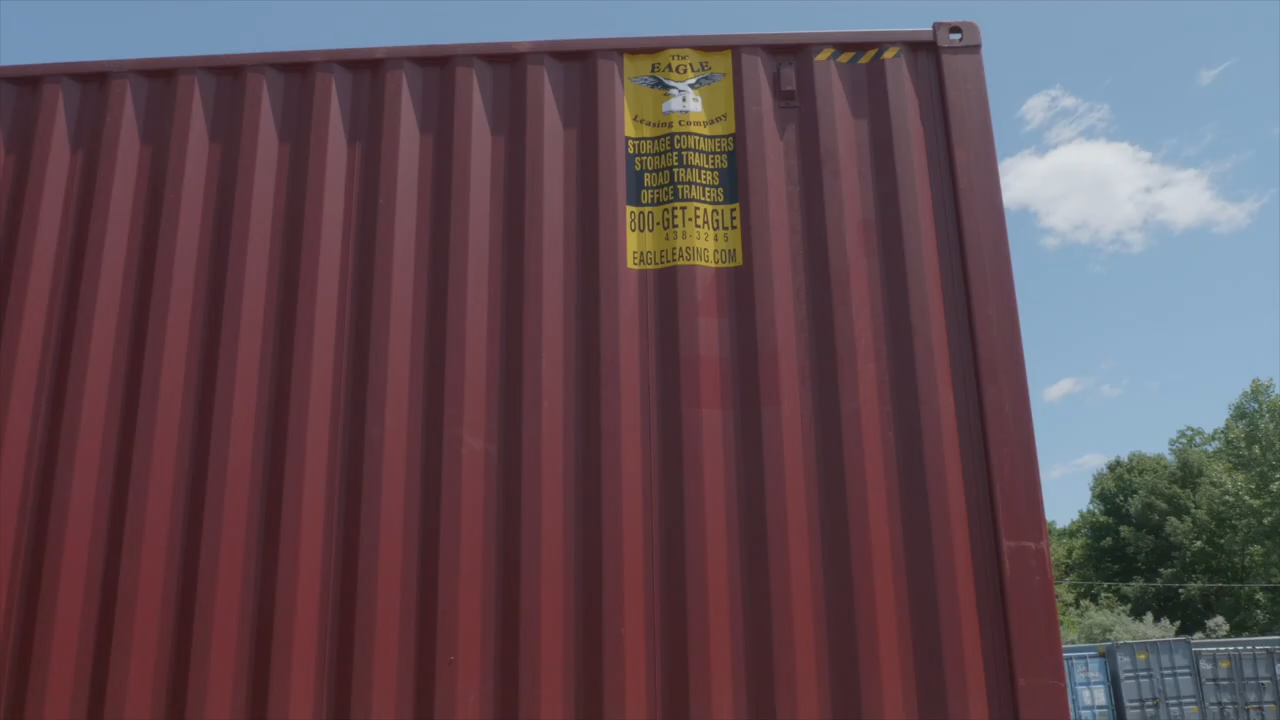 The
EAGLE
Leasing Company
STORAGE CONTAINERS
STORAGE TRAILERS
ROAD TRAILERS
OFFICE TRAILERS
800-GET-EAGLE
438-3245
EAGLELEASING.COM